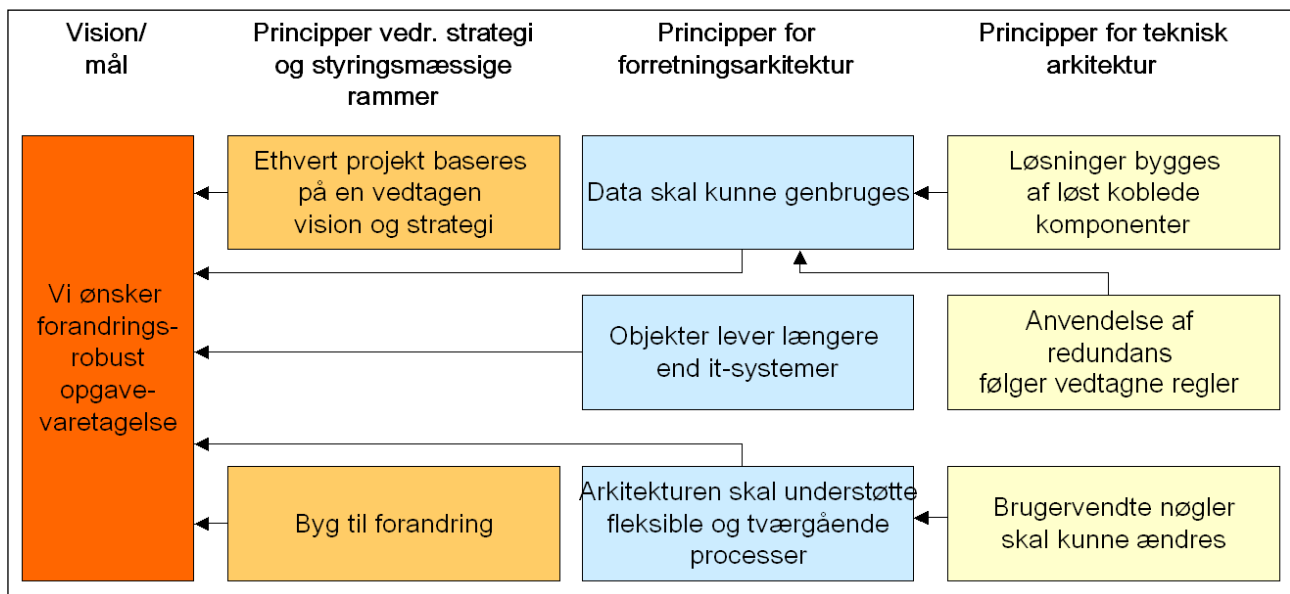 Vision/
mål
Principper vedr. strategi
og styringsmæssige
rammer
Principper for
forretningsarkitektur
Principper for teknisk
arkitektur
Vi ønsker
forandrings-
robust
opgave-
varetagelse
Ethvert projekt baseres
på en vedtagen
vision og strategi
Data skal kunne genbruges
Løsninger bygges
af løst koblede
komponenter
Objekter lever længere
end it-systemer
Anvendelse af
redundans
følger vedtagne regler
Byg til forandring
Arkitekturen skal understøtte
fleksible og tværgående
processer
Brugervendte nøgler
skal kunne ændres